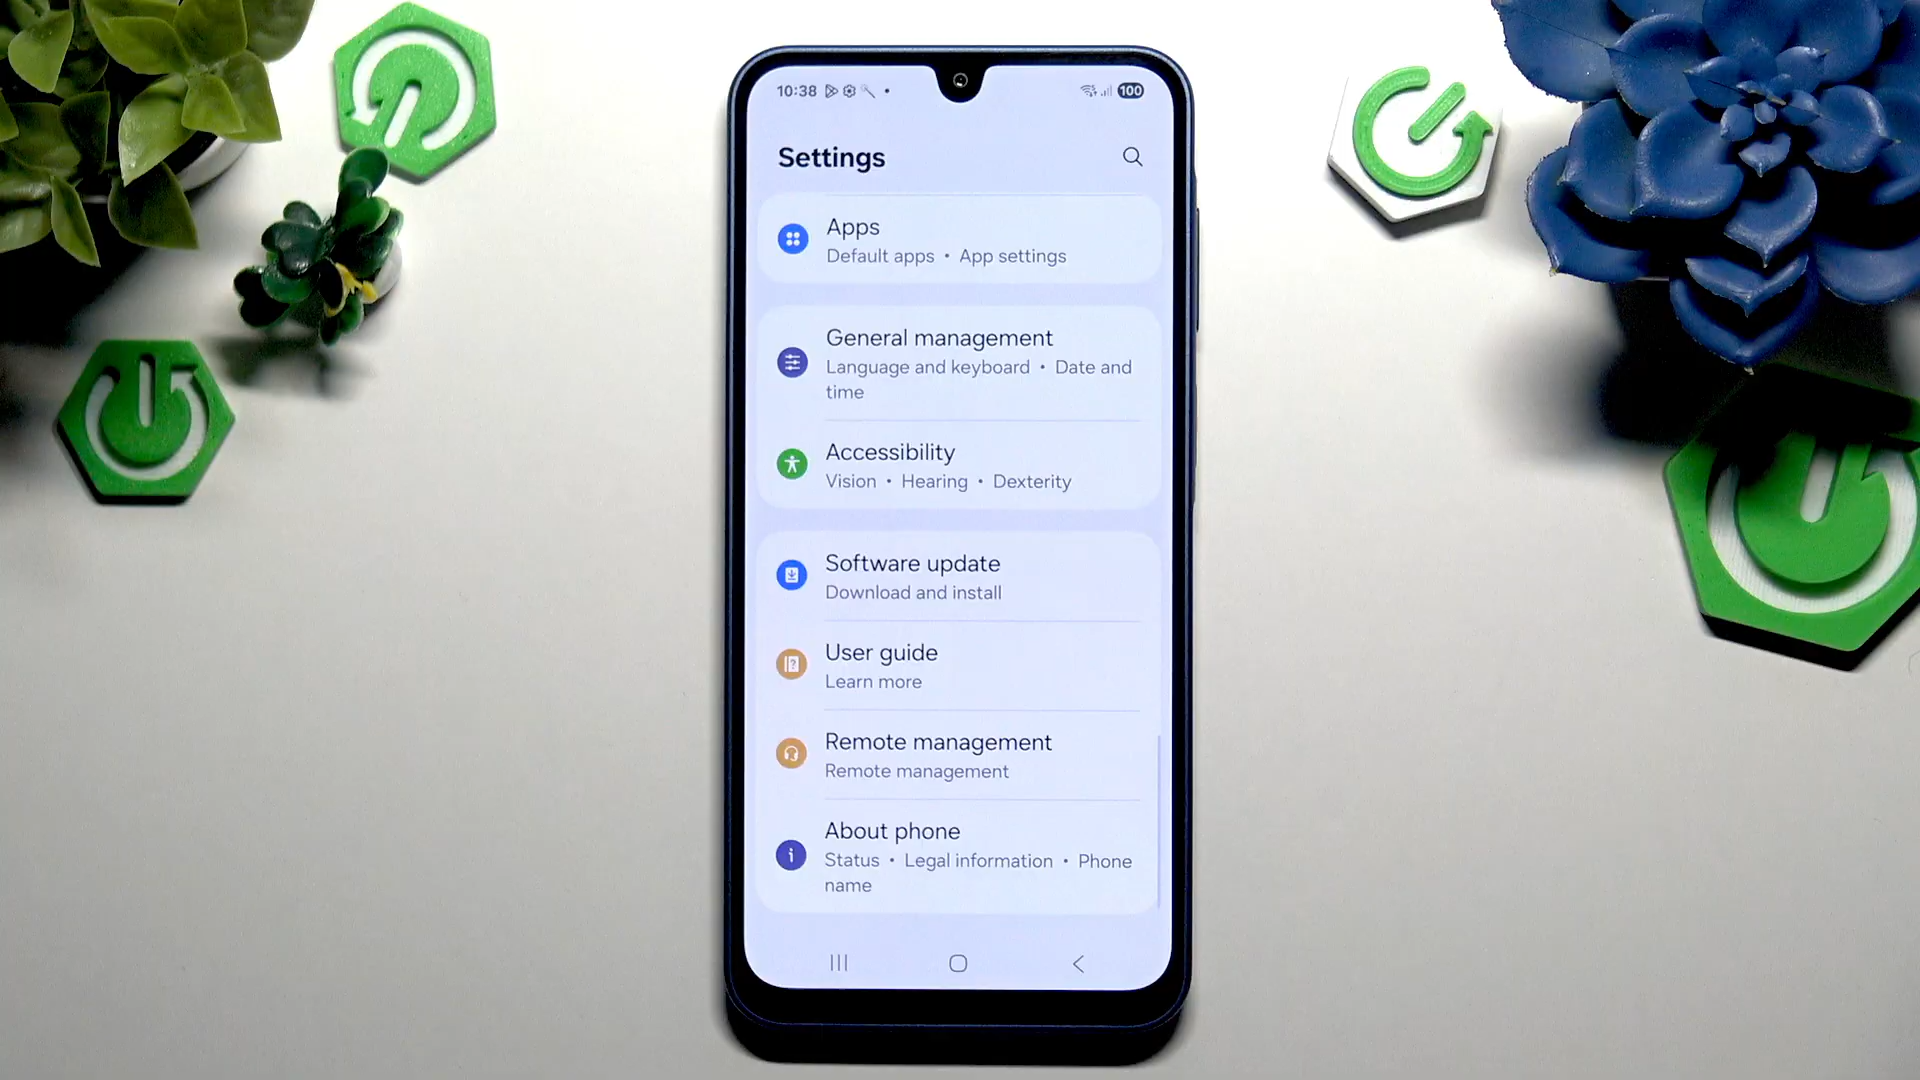 10:38
100
Settings
Apps
Default apps • App settings
General management
Language and keyboard • Date and
time
Accessibility
Vision • Hearing • Dexterity
Software update
Download and install
User guide
Learn more
Remote management
Remote management
About phone
Status • Legal information • Phone
name